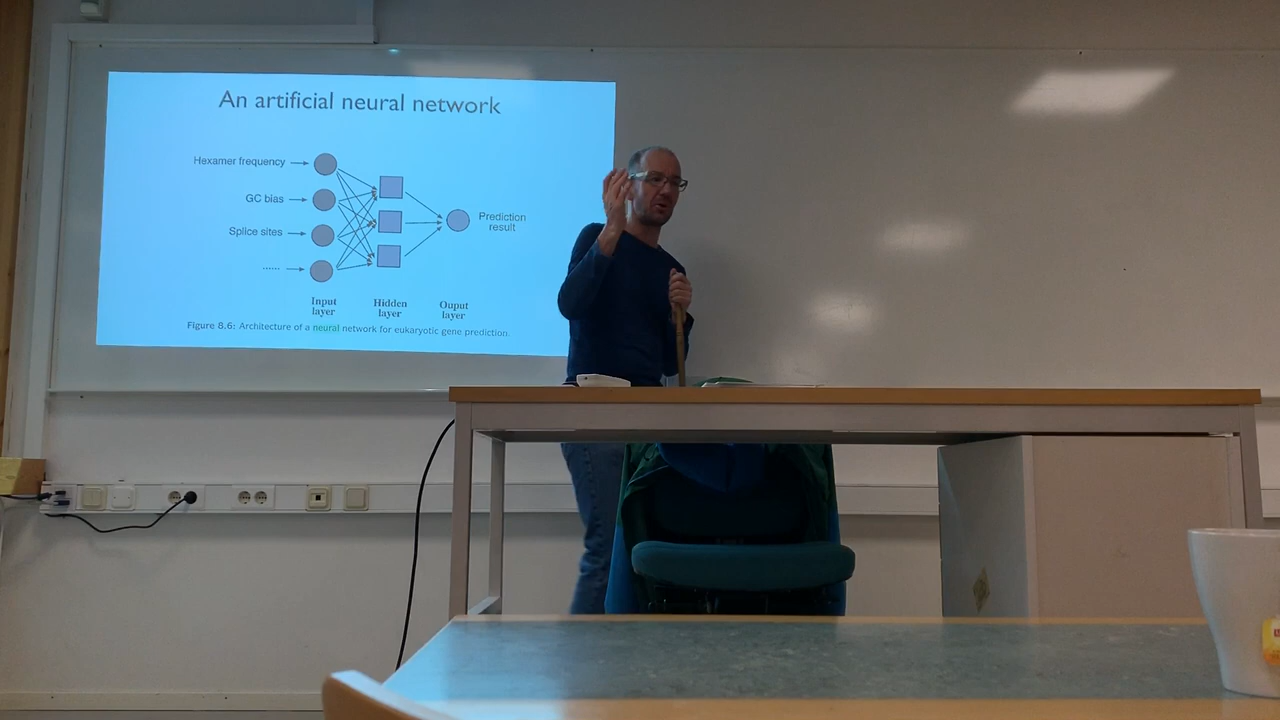 An artificial neural network
Hexamer frequency
GC bias
Splice sites
......
Prediction
result
Input
layer
Hidden
layer
Ouput
layer
Figure 8.6: Architecture of a neural network for eukaryotic gene prediction.